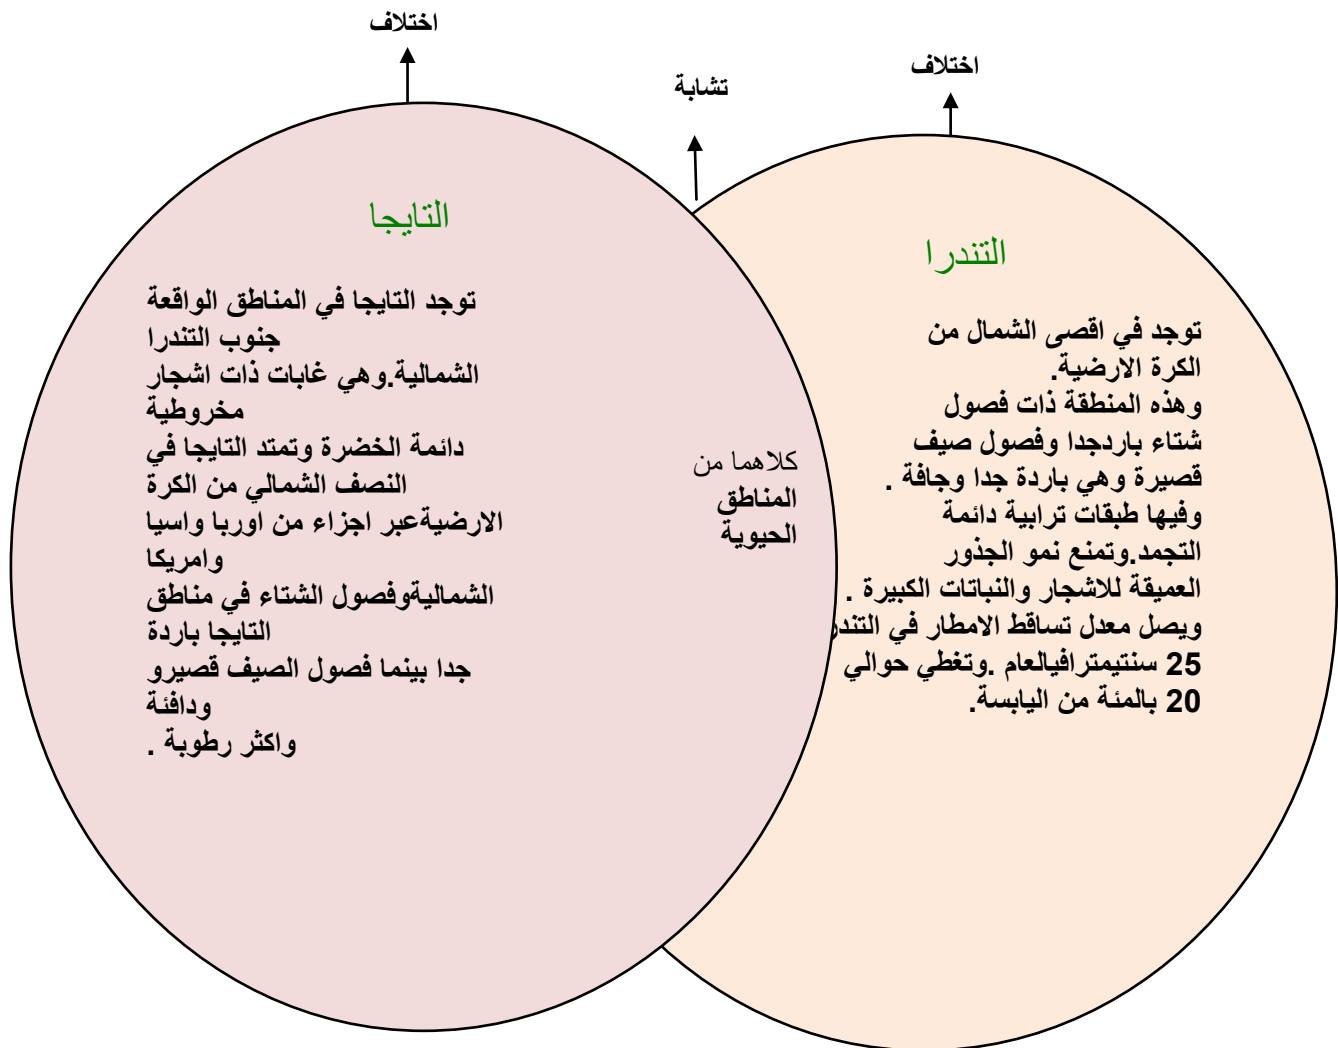 اختلاف
تشابة
اختلاف
التايجا
توجد التايجا في المناطق الواقعة
جنوب التندرا
الشمالية.وهي غابات ذات اشجار
مخروطية
دائمة الخضرة وتمتد التايجا في
النصف الشمالي من الكرة
الارضيةعبر اجزاء من اوربا واسيا
وامريكا
الشماليةوفصول الشتاء في مناطق
التايجا باردة
جدا بينما فصول الصيف قصيرو
ودافئة
واكثر رطوبة .
كلاهما من
المناطق
الحيوية
التندرا
توجد في اقصى الشمال من
الكرة الارضية.
وهذه المنطقة ذات فصول
شتاء باردجدا وفصول صيف
قصيرة وهي باردة جدا وجافة .
وفيها طبقات ترابية دائمة
التجمد.وتمنع نمو الجذور
العميقة للاشجار والنباتات الكبيرة .
ويصل معدل تساقط الامطار في التندر
25 سنتيمترافيالعام .وتغطي حوالي
20 بالمئة من اليابسة.